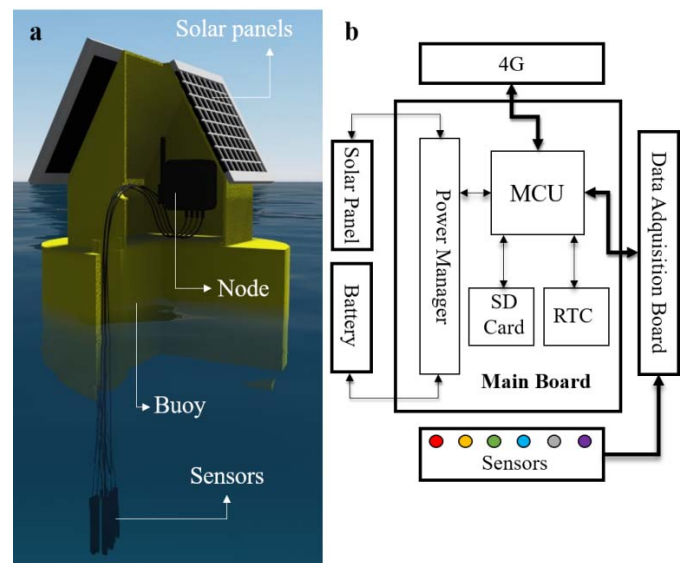 a
Solar panels
Node
Buoy
Sensors
b
4G
Solar Panel
Battery
Power Manager
MCU
SD
Card
RTC
Main Board
Data Adquisition Board
Sensors